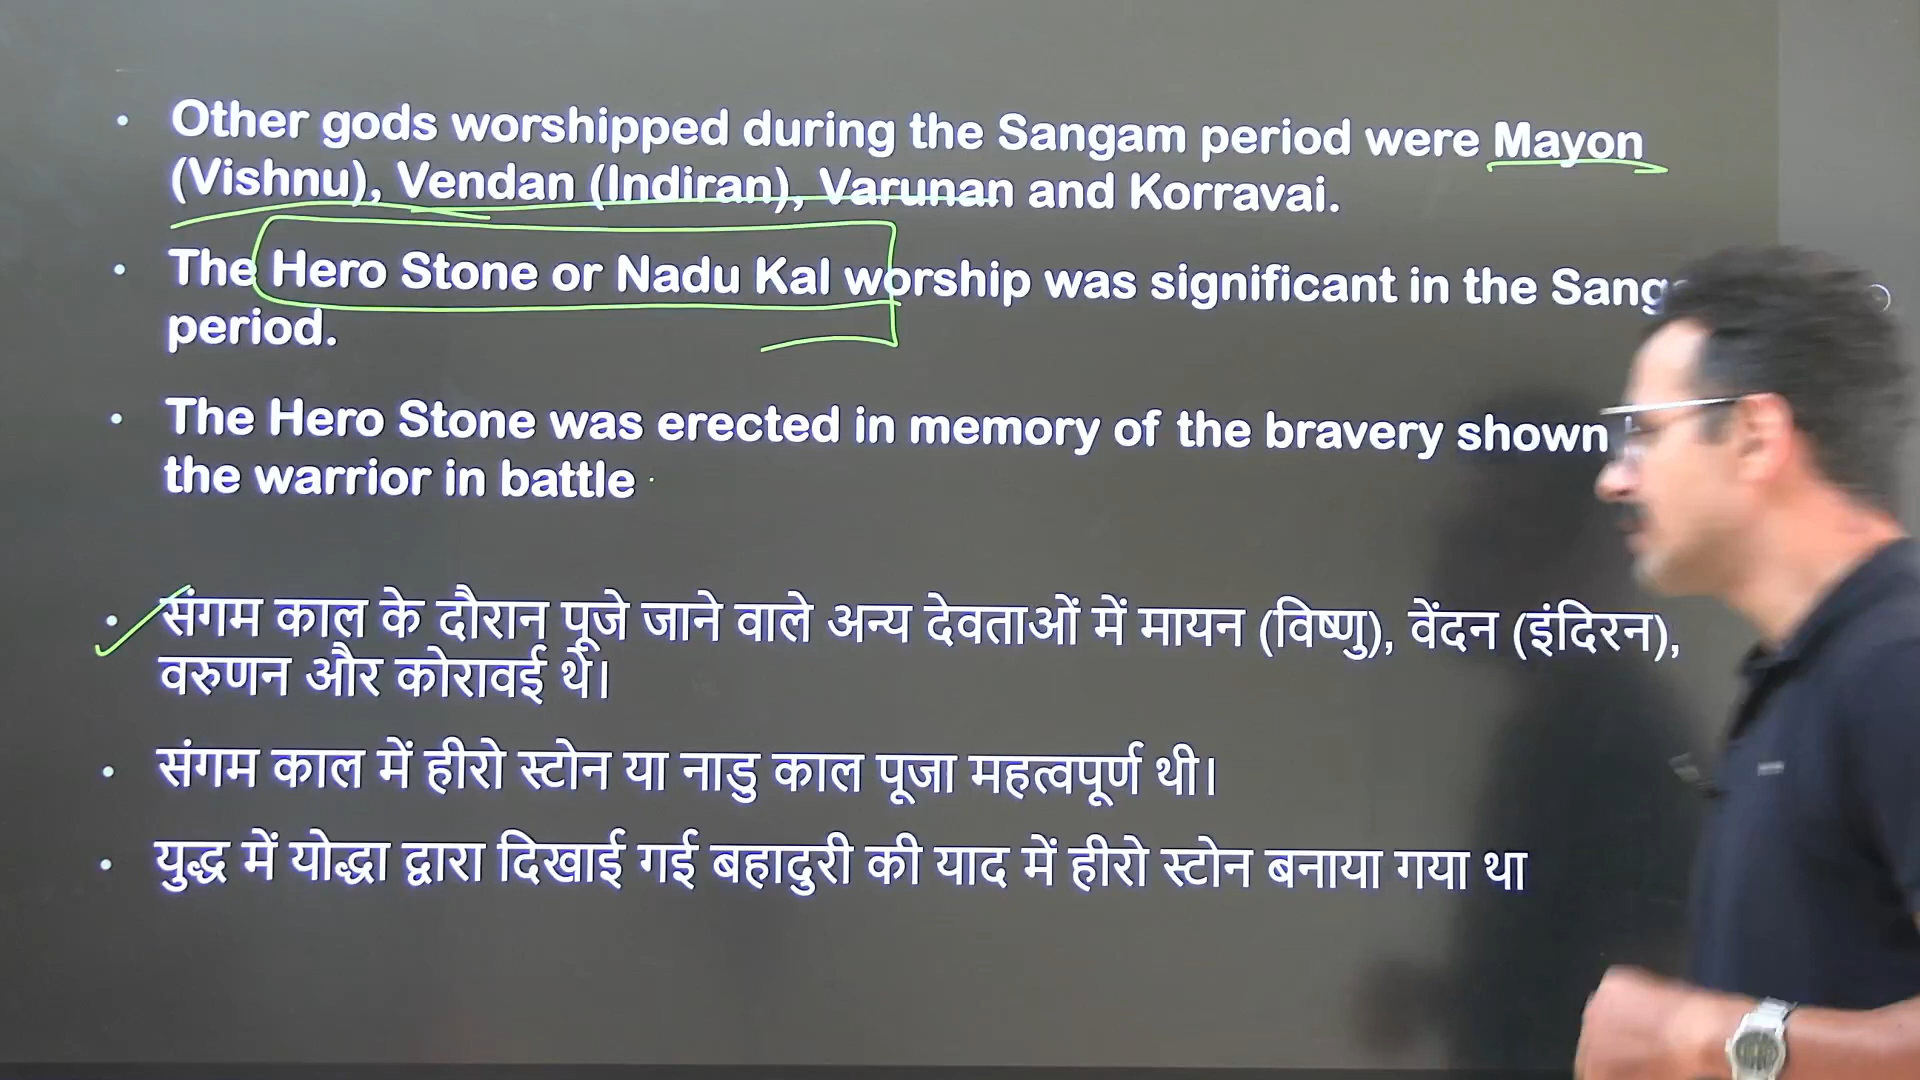 Other gods worshipped during the Sangam period were Mayon
(Vishnu), Vendan (Indiran), Varunan and Korravai.
The Hero Stone or Nadu Kal worship was significant in the
period.
The Hero Stone was erected in memory of the bravery shown
the warrior in battle
संगम काल के दौरान पूजे जाने वाले अन्य देवताओं में मायन (विष्णु), वेंदन (इंदिरन),
वरुणन और कोरावई थे।
संगम काल में हीरो स्टोन या नाडु काल पूजा महत्वपूर्ण थी।
युद्ध में योद्धा द्वारा दिखाई गई बहादुरी की याद में हीरो स्टोन बनाया गया था